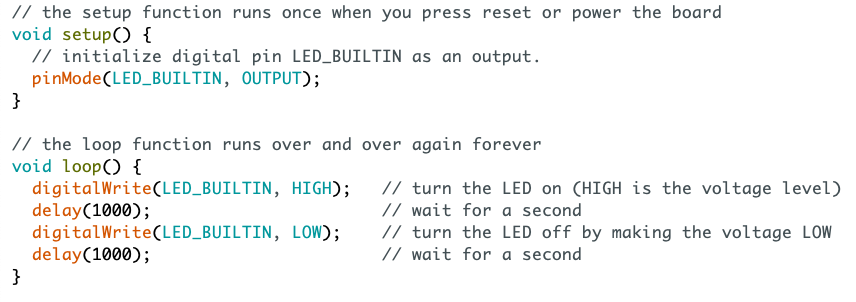 // the setup function runs once when you press reset or power the board
void setup() {
  // initialize digital pin LED_BUILTIN as an output.
  pinMode(LED_BUILTIN, OUTPUT);
}

// the loop function runs over and over again forever
void loop() {
  digitalWrite(LED_BUILTIN, HIGH);   // turn the LED on (HIGH is the voltage level)
  delay(1000);                       // wait for a second
  digitalWrite(LED_BUILTIN, LOW);    // turn the LED off by making the voltage LOW
  delay(1000);                       // wait for a second
}